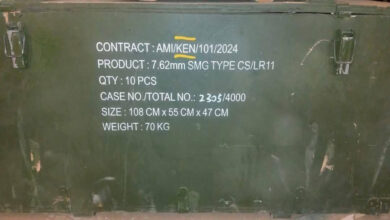 CONTRACT : AMI/KEN/101/2024
PRODUCT : 7.62mm SMG TYPE CS/LR11
QTY : 10 PCS
CASE NO./TOTAL NO.: 2305/4000
SIZE : 108 CM x 55 CM x 47 CM
WEIGHT : 70 KG